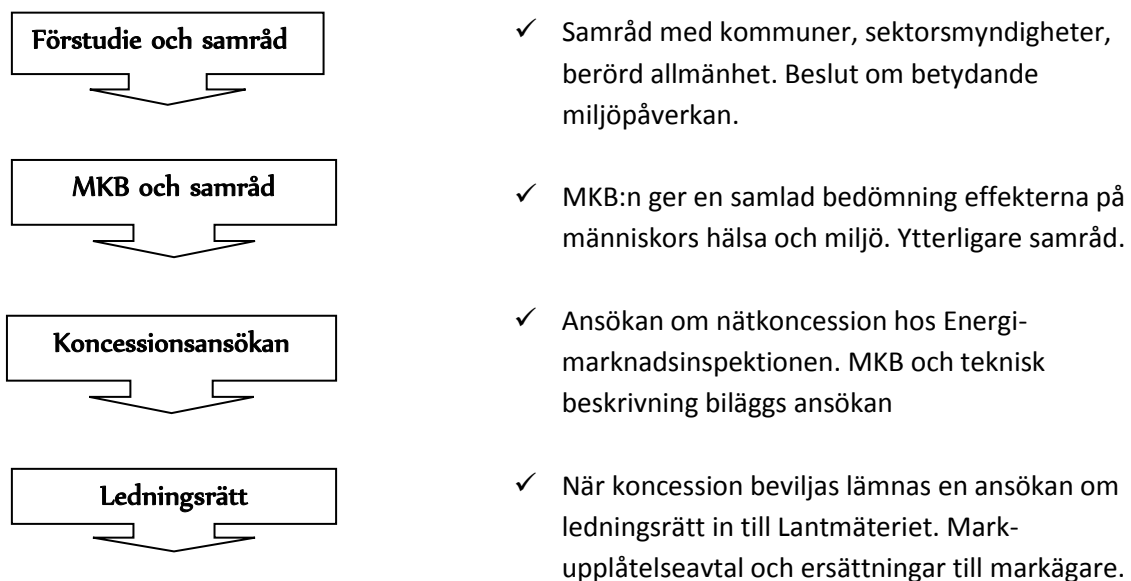 Förstudie och samråd
✓ Samråd med kommuner, sektorsmyndigheter,
berörd allmänhet. Beslut om betydande
miljöpåverkan.
MKB och samråd
✓ MKB:n ger en samlad bedömning effekterna på
människors hälsa och miljö. Ytterligare samråd.
Koncessionsansökan
✓ Ansökan om nätkoncession hos Energi-
marknadsinspektionen. MKB och teknisk
beskrivning biläggs ansökan
Ledningsrätt
✓ När koncession beviljas lämnas en ansökan om
ledningsrätt in till Lantmäteriet. Mark-
upplåtelseavtal och ersättningar till markägare.